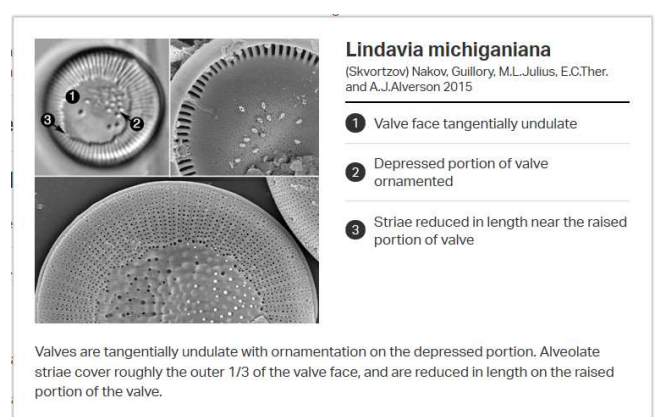 Lindavia michiganiana
(Skvortzov) Nakov, Guillory, M.L.Julius, E.C.Ther.
and A.J.Alverson 2015
1 Valve face tangentially undulate
2 Depressed portion of valve
ornamented
3 Striae reduced in length near the raised
portion of valve
1
2
3
Valves are tangentially undulate with ornamentation on the depressed portion. Alveolate
striae cover roughly the outer 1/3 of the valve face, and are reduced in length on the raised
portion of the valve.